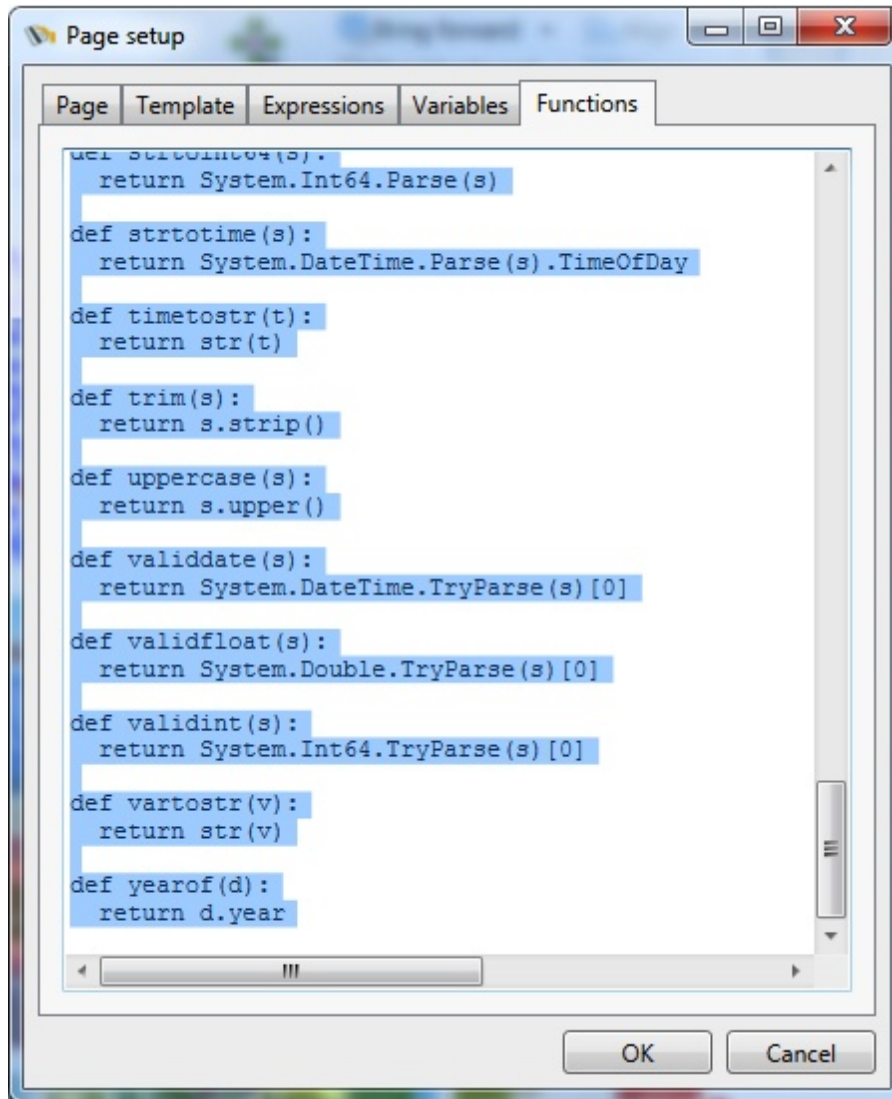 Page setup
Page Template Expressions Variables Functions
def strtoint64(s):
  return System.Int64.Parse(s)
def strtotime(s):
  return System.DateTime.Parse(s).TimeOfDay
def timetostr(t):
  return str(t)
def trim(s):
  return s.strip()
def uppercase(s):
  return s.upper()
def validdate(s):
  return System.DateTime.TryParse(s)[0]
def validfloat(s):
  return System.Double.TryParse(s)[0]
def validint(s):
  return System.Int64.TryParse(s)[0]
def vartostr(v):
  return str(v)
def yearof(d):
  return d.year
OK Cancel